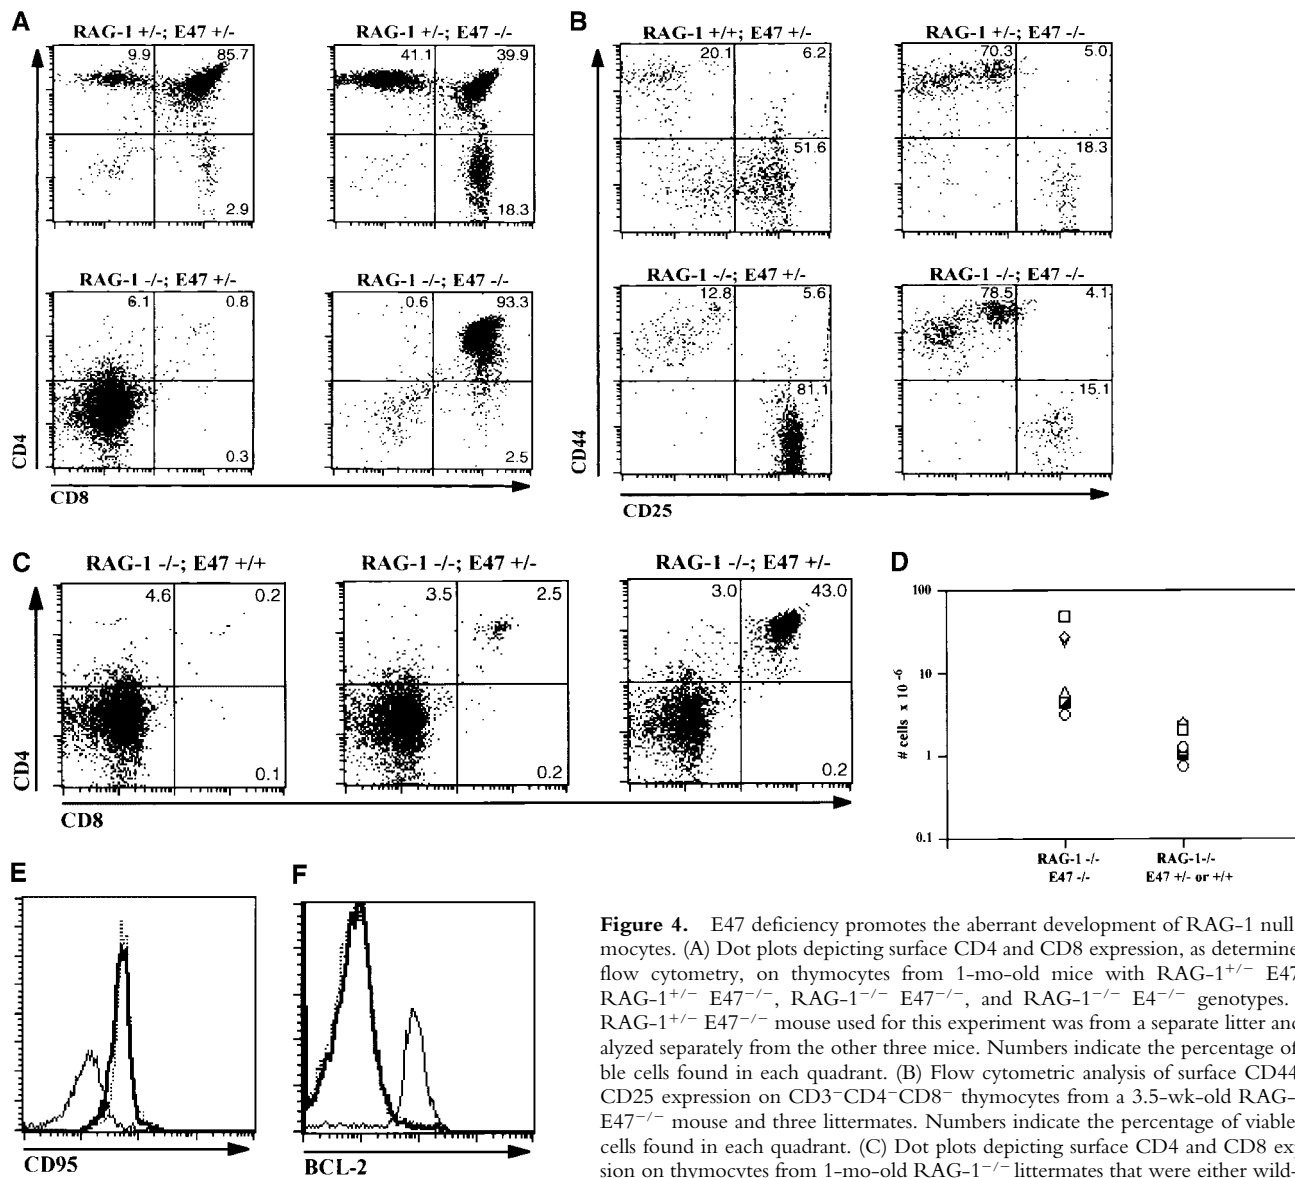 A
RAG-1 +/-; E47 +/-
9.9 85.7
2.9
RAG-1 +/-; E47 -/-
41.1 39.9
18.3
RAG-1 -/-; E47 +/-
6.1 0.8
0.3
RAG-1 -/-; E47 -/-
0.6 93.3
2.5
CD4
CD8
B
RAG-1 +/+; E47 +/-
20.1 6.2
51.6
RAG-1 +/-; E47 -/-
70.3 5.0
18.3
RAG-1 -/-; E47 +/-
12.8 5.6
81.1
RAG-1 -/-; E47 -/-
78.5 4.1
15.1
CD44
CD25
C
RAG-1 -/-; E47 +/+
4.6 0.2
0.1
RAG-1 -/-; E47 +/-
3.5 2.5
0.2
RAG-1 -/-; E47 +/-
3.0 43.0
0.2
CD4
CD8
D
100
10
1
0.1
# cells x 10⁻⁶
RAG-1 -/-
E47 -/-
RAG-1-/-
E47 +/- or +/+
E
CD95
F
BCL-2
Figure 4. E47 deficiency promotes the aberrant development of RAG-1 null
mocytes. (A) Dot plots depicting surface CD4 and CD8 expression, as determine
flow cytometry, on thymocytes from 1-mo-old mice with RAG-1⁺/⁻ E47
RAG-1⁺/⁻ E47⁻/⁻, RAG-1⁻/⁻ E47⁻/⁻, and RAG-1⁻/⁻ E4⁻/⁻ genotypes.
RAG-1⁺/⁻ E47⁻/⁻ mouse used for this experiment was from a separate litter and
alyzed separately from the other three mice. Numbers indicate the percentage of
ble cells found in each quadrant. (B) Flow cytometric analysis of surface CD44
CD25 expression on CD3⁻CD4⁻CD8⁻ thymocytes from a 3.5-wk-old RAG-
E47⁻/⁻ mouse and three littermates. Numbers indicate the percentage of viable
cells found in each quadrant. (C) Dot plots depicting surface CD4 and CD8 exp
sion on thymocytes from 1-mo-old RAG-1⁻/⁻ littermates that were either wild-